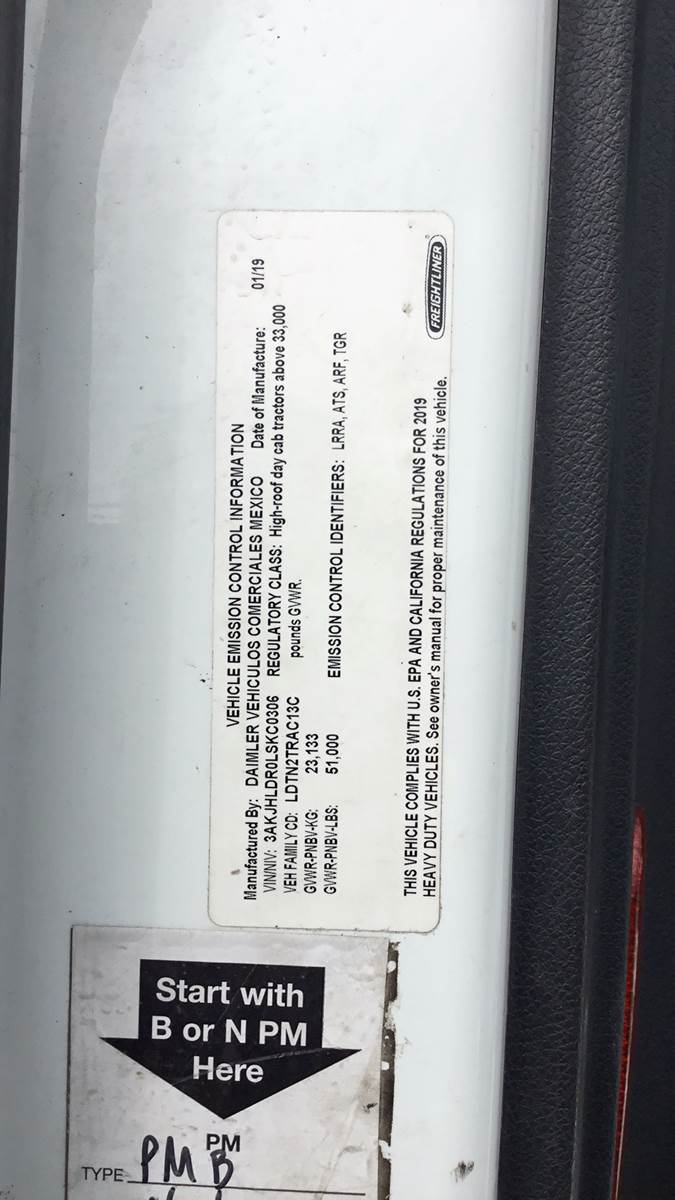 VEHICLE EMISSION CONTROL INFORMATION
Manufactured By: DAIMLER VEHICULOS COMERCIALES MEXICO Date of Manufacture: 01/19
VIN/NIV: 3AKJHLDR0LSKC0306 REGULATORY CLASS: High-roof day cab tractors above 33,000
VEH FAMILY CD: LDTN2TRAC13C pounds GVWR.
GVWR-PNBV-KG: 23,133
GVWR-PNBV-LBS: 51,000 EMISSION CONTROL IDENTIFIERS: LRRA, ATS, ARF, TGR
THIS VEHICLE COMPLIES WITH U.S. EPA AND CALIFORNIA REGULATIONS FOR 2019
HEAVY DUTY VEHICLES. See owner's manual for proper maintenance of this vehicle.
FREIGHTLINER
Start with
B or N PM
Here
PM
TYPE PM B